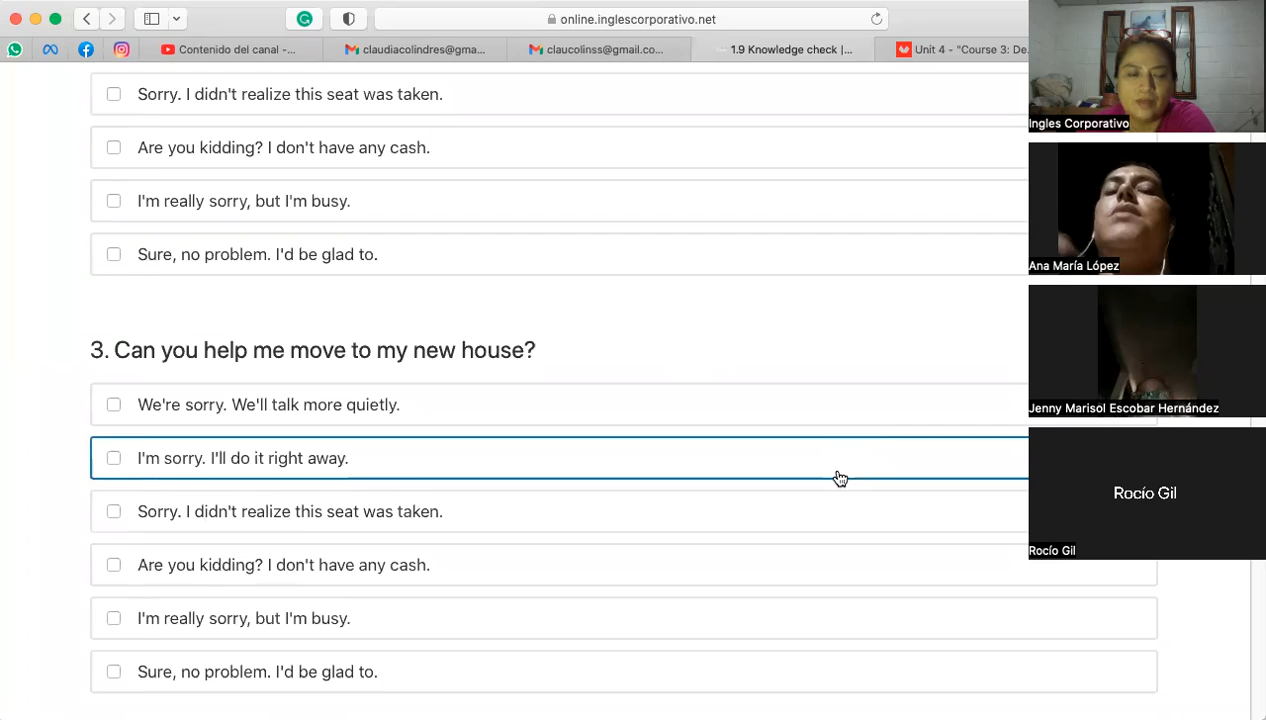 online.inglescorporativo.net
Contenido del canal -...
claudiacolindres@gma...
claucolinss@gmail.co...
1.9 Knowledge check |...
Unit 4 - "Course 3: De...
Sorry. I didn't realize this seat was taken.
Are you kidding? I don't have any cash.
I'm really sorry, but I'm busy.
Sure, no problem. I'd be glad to.
3. Can you help me move to my new house?
We're sorry. We'll talk more quietly.
I'm sorry. I'll do it right away.
Sorry. I didn't realize this seat was taken.
Are you kidding? I don't have any cash.
I'm really sorry, but I'm busy.
Sure, no problem. I'd be glad to.
Ingles Corporativo
Ana María López
Jenny Marisol Escobar Hernández
Rocío Gil
Rocío Gil